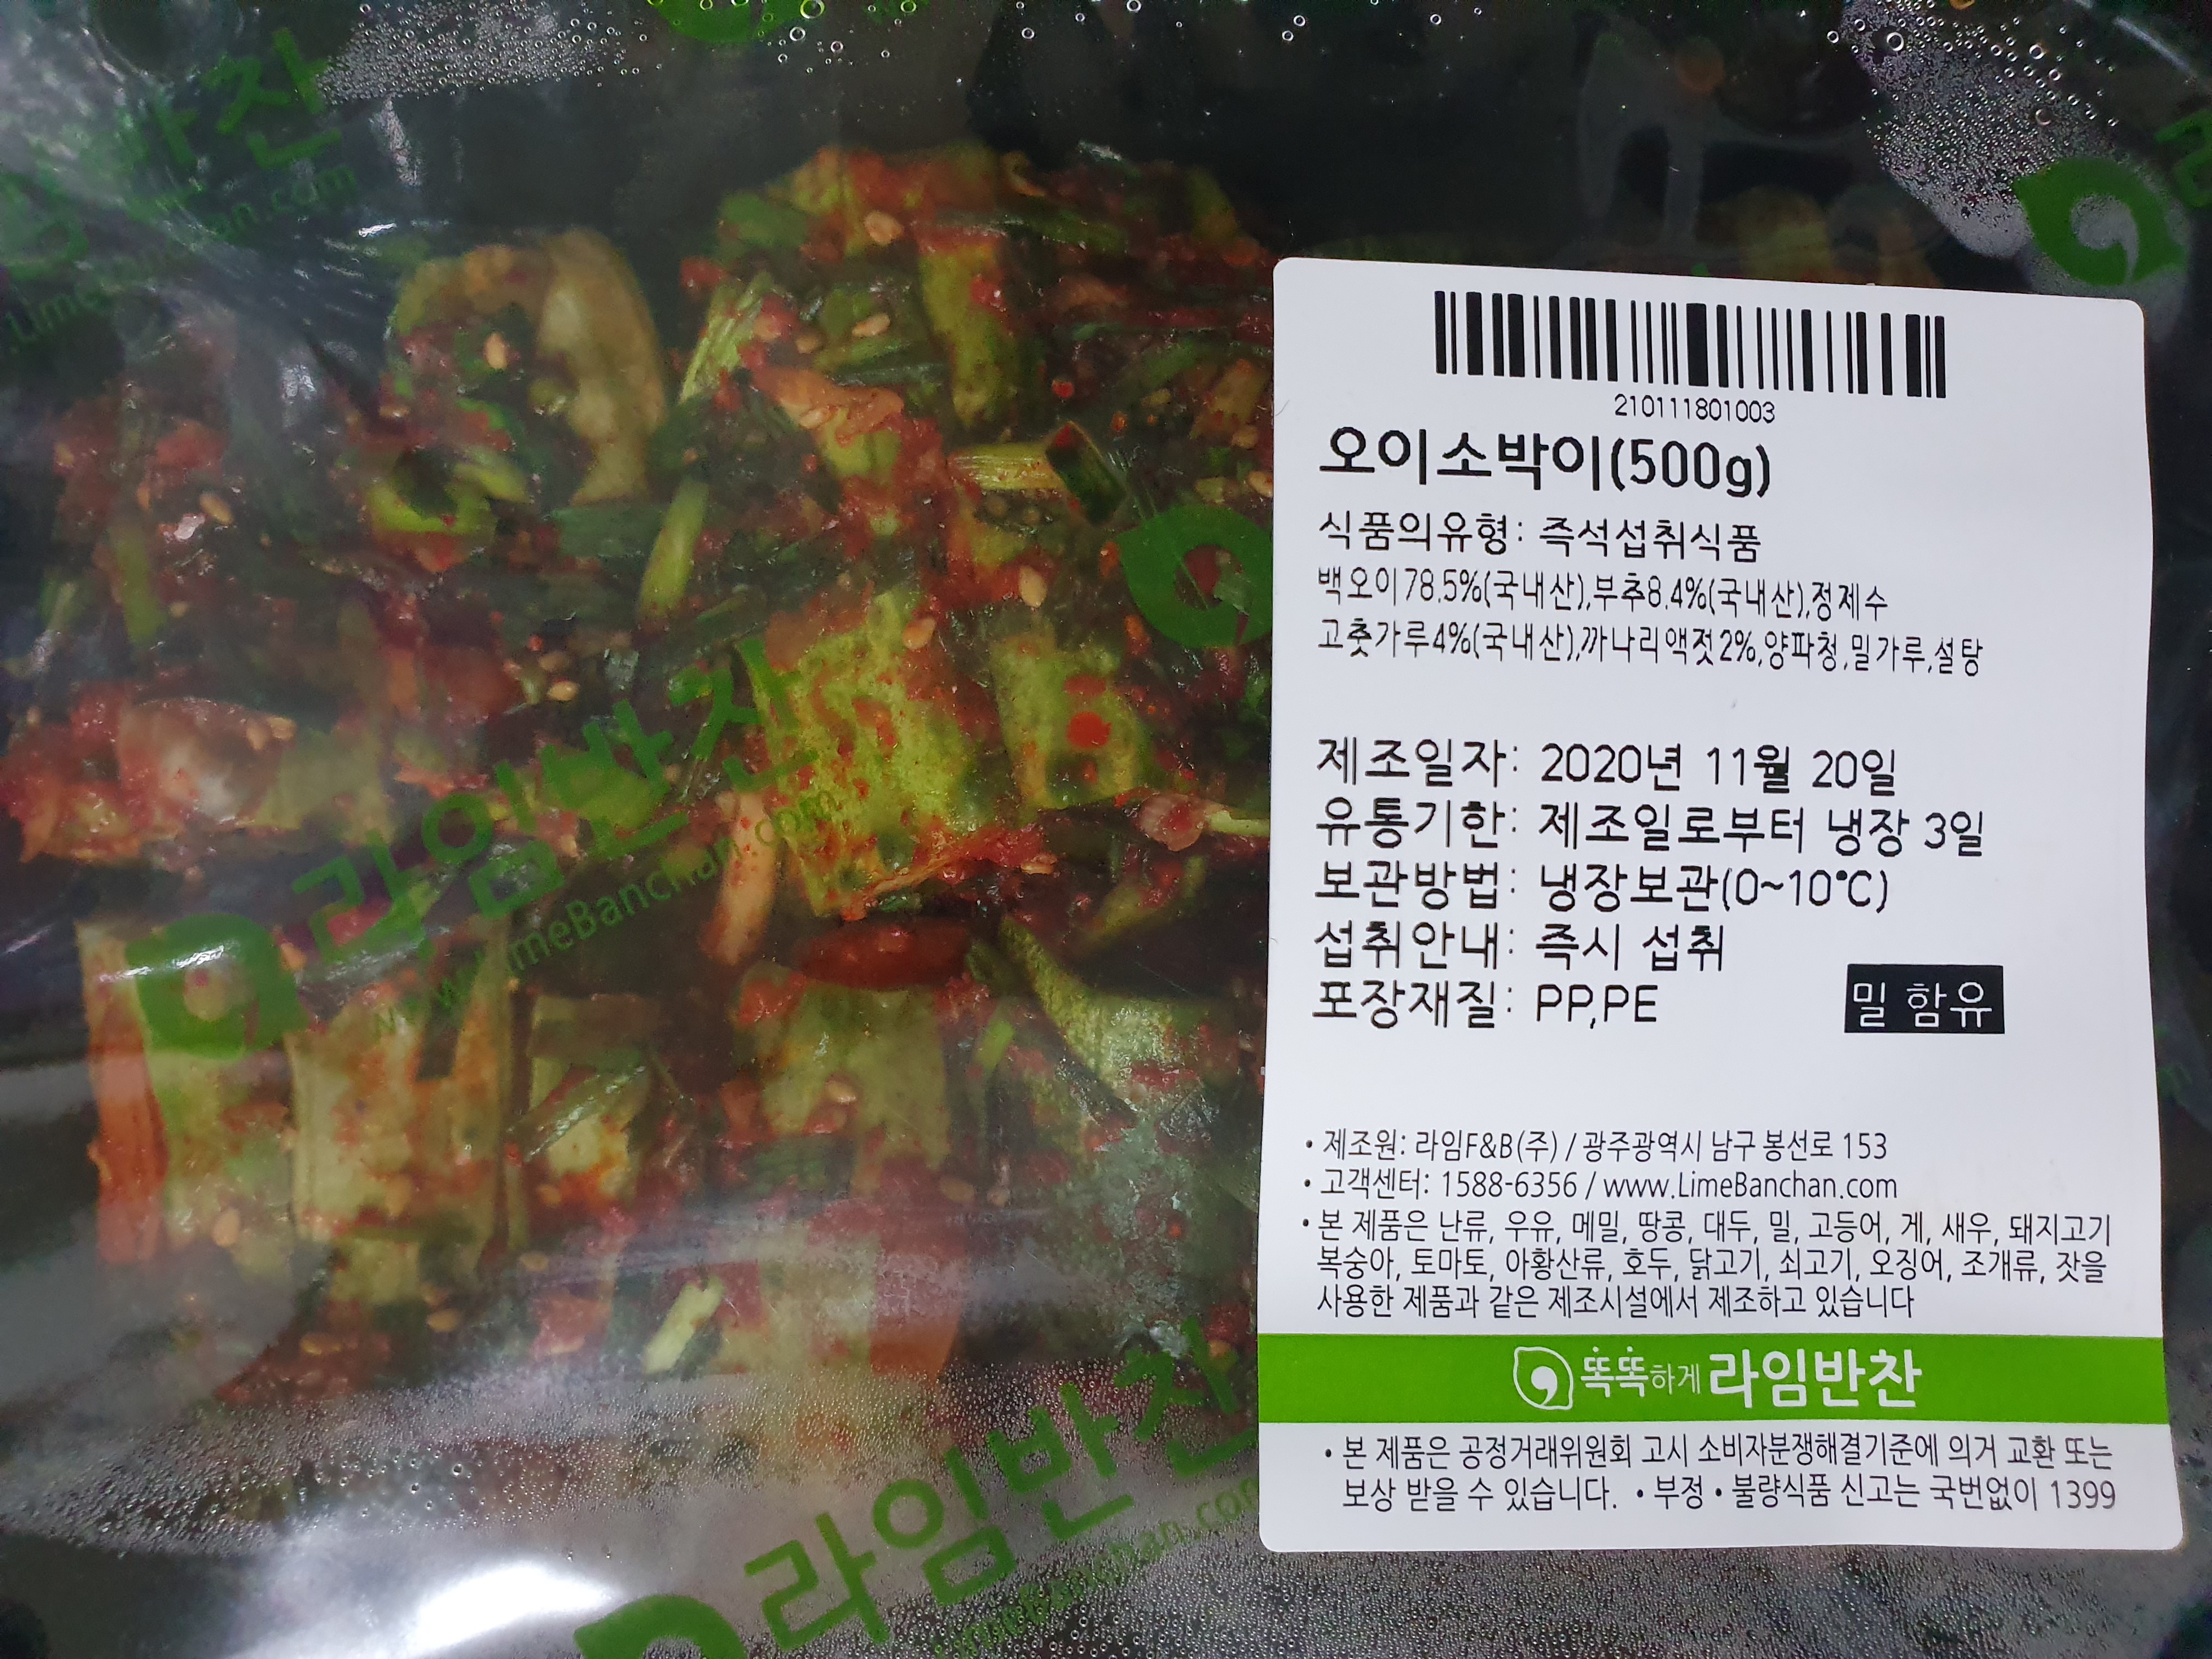 210111801003
오이소박이(500g)
식품의유형: 즉석섭취식품
백오이78.5%(국내산),부추8.4%(국내산),정제수
고춧가루4%(국내산),까나리액젓2%,양파청,밀가루,설탕
제조일자: 2020년 11월 20일
유통기한: 제조일로부터 냉장 3일
보관방법: 냉장보관(0~10℃)
섭취안내: 즉시 섭취
포장재질: PP,PE
밀 함유
• 제조원: 라임F&B(주) / 광주광역시 남구 봉선로 153
• 고객센터: 1588-6356 / www.LimeBanchan.com
• 본 제품은 난류, 우유, 메밀, 땅콩, 대두, 밀, 고등어, 게, 새우, 돼지고기
복숭아, 토마토, 아황산류, 호두, 닭고기, 쇠고기, 오징어, 조개류, 잣을
사용한 제품과 같은 제조시설에서 제조하고 있습니다
똑똑하게 라임반찬
• 본 제품은 공정거래위원회 고시 소비자분쟁해결기준에 의거 교환 또는
보상 받을 수 있습니다. • 부정 • 불량식품 신고는 국번없이 1399
라임반찬
www.LimeBanchan.com
라임반찬